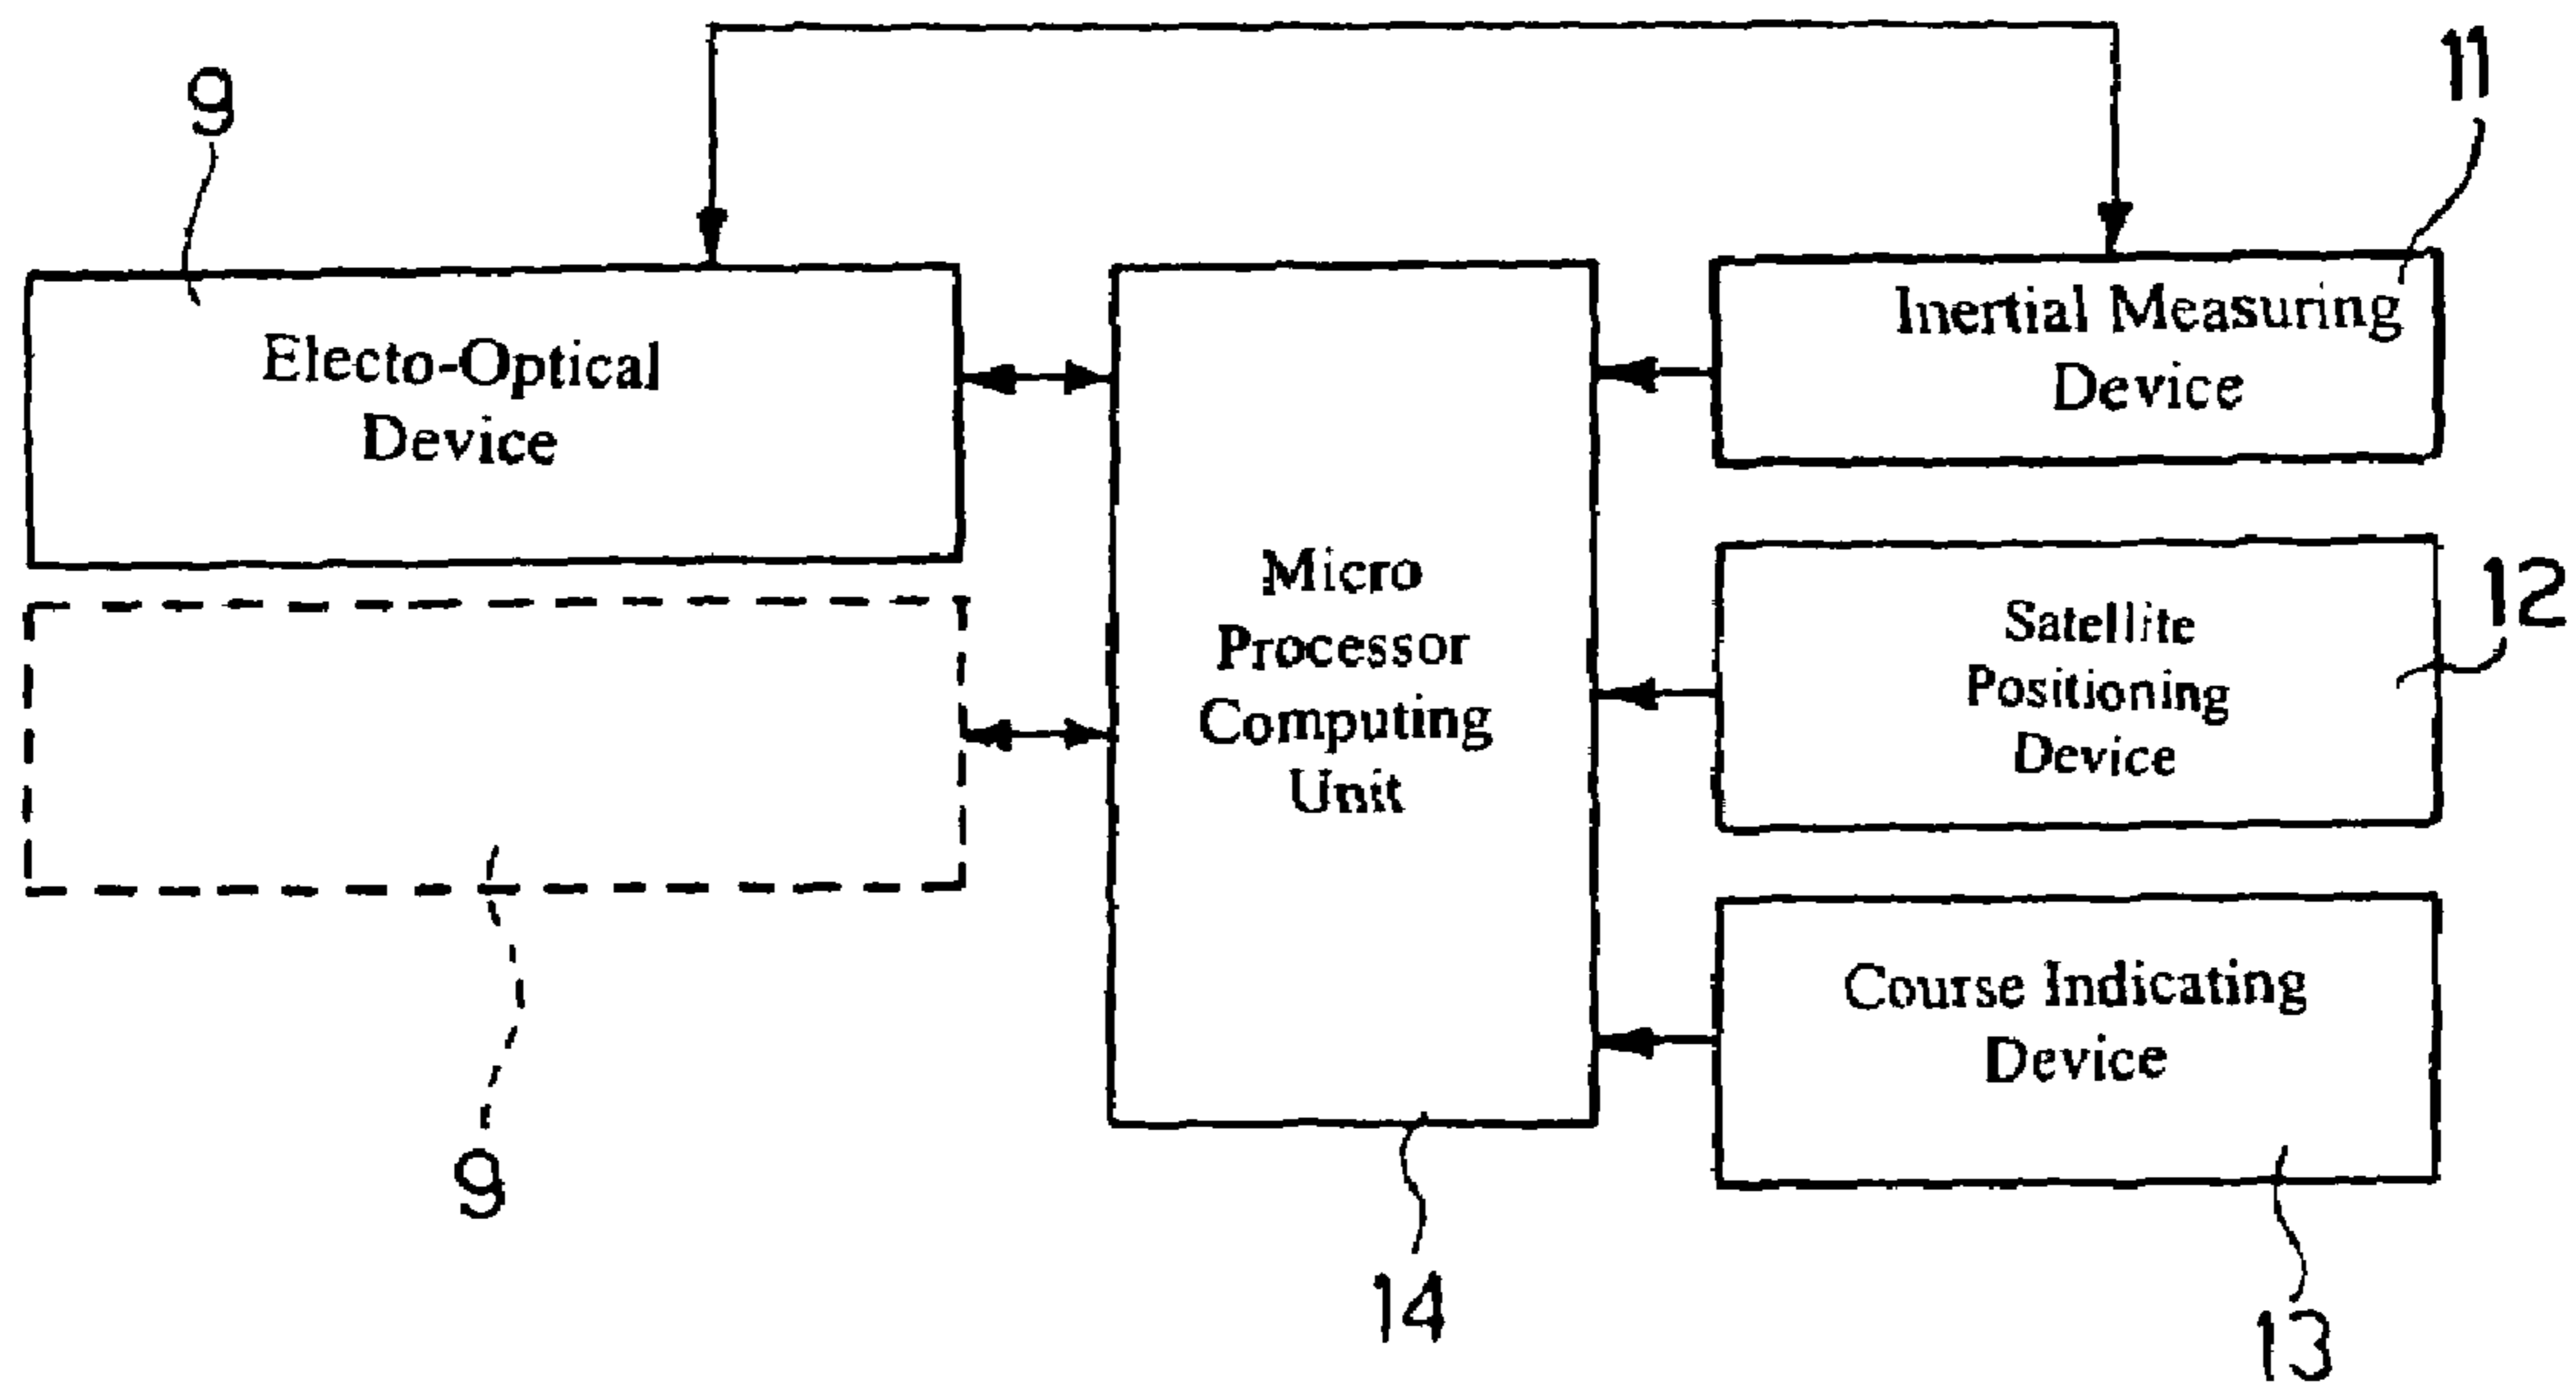 9
11
Electo-Optical
Device
Inertial Measuring
Device
Micro
Processor
Computing
Unit
Satellite
Positioning
Device
12
Course Indicating
Device
9
14
13